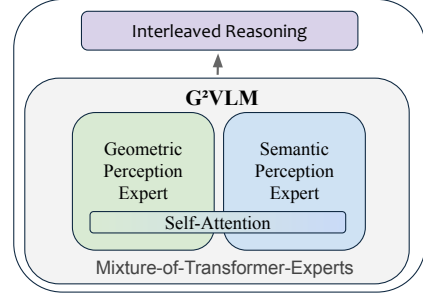 Interleaved Reasoning
G²VLM
Geometric
Perception
Expert
Semantic
Perception
Expert
Self-Attention
Mixture-of-Transformer-Experts